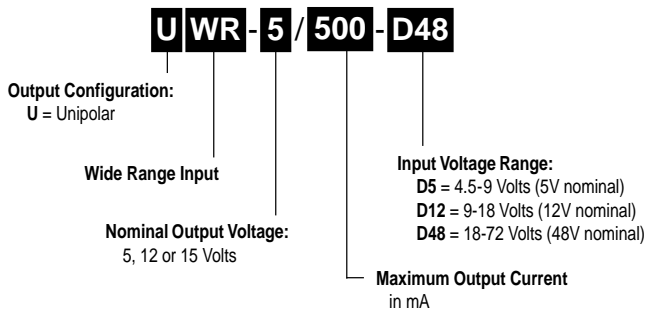 U WR - 5 / 500 - D48
Output Configuration:
U = Unipolar
Wide Range Input
Nominal Output Voltage:
5, 12 or 15 Volts
Input Voltage Range:
D5 = 4.5-9 Volts (5V nominal)
D12 = 9-18 Volts (12V nominal)
D48 = 18-72 Volts (48V nominal)
Maximum Output Current
in mA